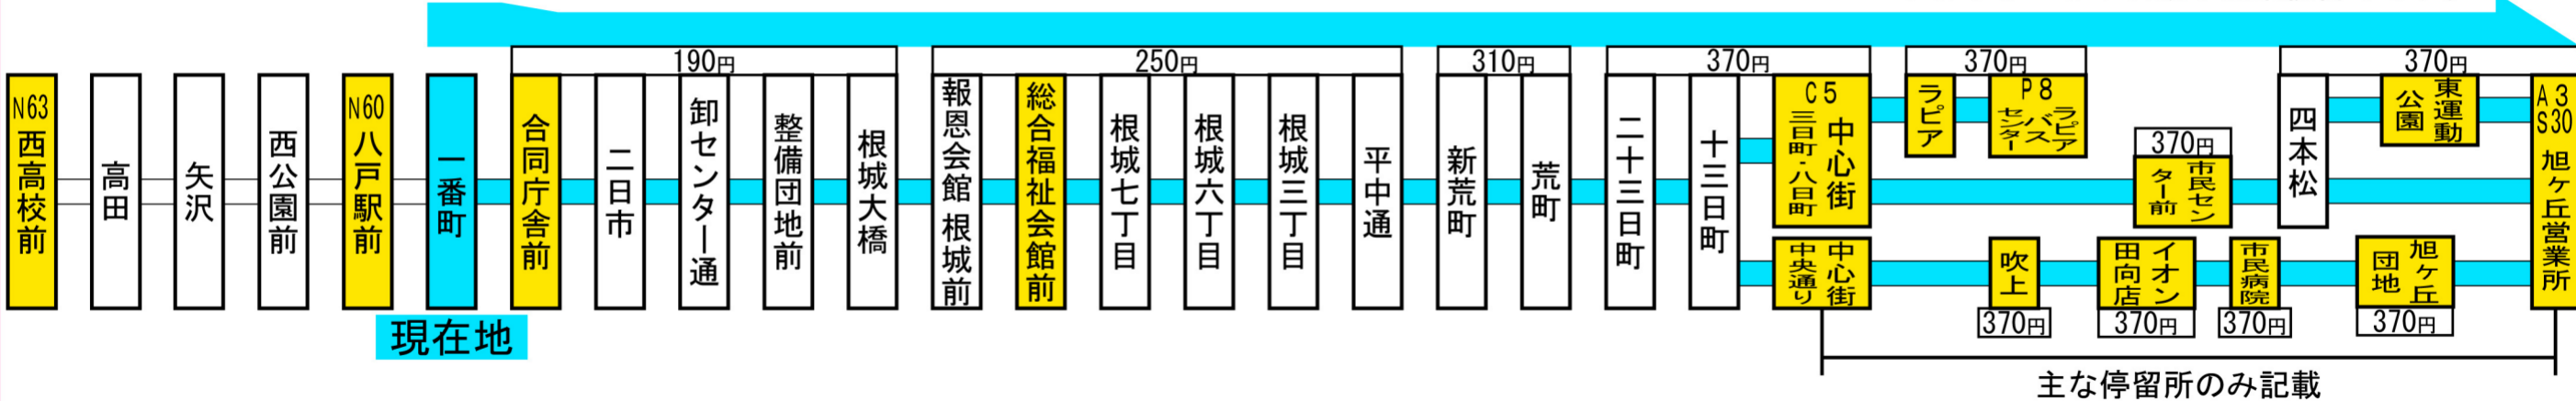 190円
250円
310円
370円
370円
370円
N63
西高校前
高田
矢沢
西公園前
N60
八戸駅前
一番町
合同庁舎前
二日市
卸センター通
整備団地前
根城大橋
報恩会館 根城前
総合福祉会館前
根城七丁目
根城六丁目
根城三丁目
平中通
新荒町
荒町
二十三日町
十三日町
C5
中心街
三日町・八日町
中心街
中央通り
ラピア
P8
ラピア
バス
センター
370円
市民セン
ター前
四本松
東運動
公園
A3
S30
旭ヶ丘営業所
吹上
370円
イオン
田向店
370円
市民病院
370円
旭ヶ丘
団地
370円
現在地
主な停留所のみ記載